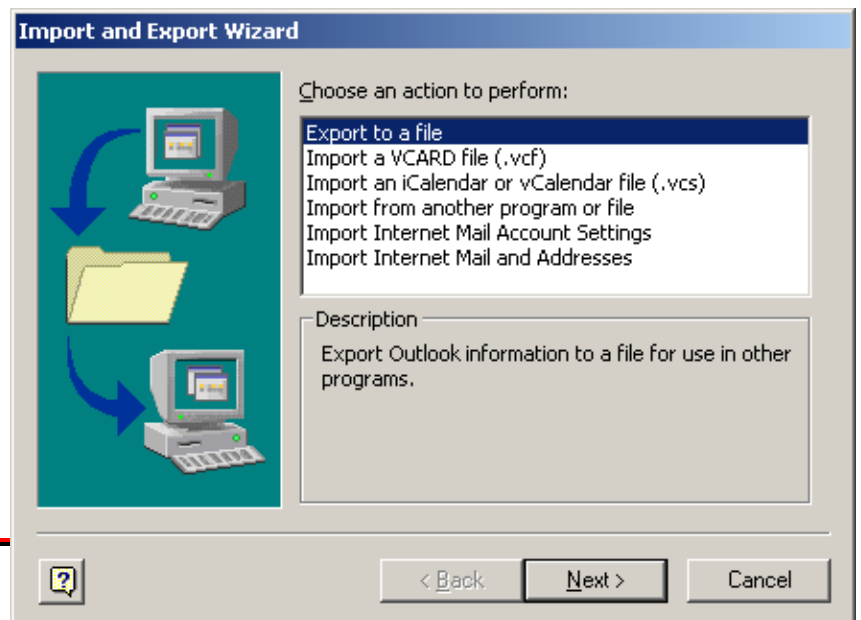 Import and Export Wizard
Choose an action to perform:
Export to a file
Import a VCARD file (.vcf)
Import an iCalendar or vCalendar file (.vcs)
Import from another program or file
Import Internet Mail Account Settings
Import Internet Mail and Addresses
Description
Export Outlook information to a file for use in other
programs.
?
< Back
Next >
Cancel